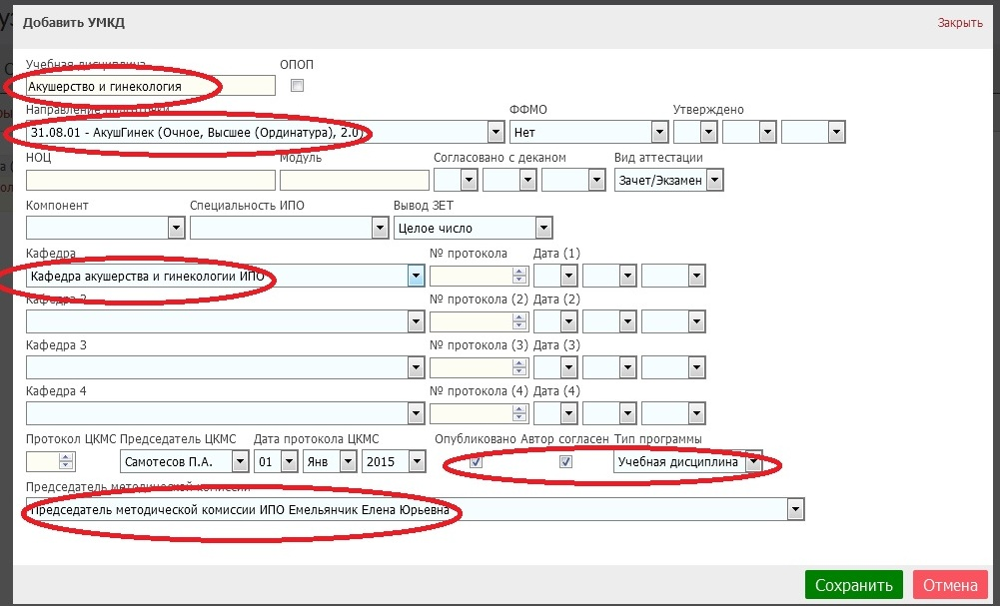 Добавить УМКД Закрыть
Учебная дисциплина ОПОП
Акушерство и гинекология
Направление подготовки ФФМО Утверждено
31.08.01 - АкушГинек (Очное, Высшее (Ординатура), 2.0) Нет
НОЦ Модуль Согласовано с деканом Вид аттестации
Зачет/Экзамен
Компонент Специальность ИПО Вывод ЗЕТ
Целое число
Кафедра № протокола Дата (1)
Кафедра акушерства и гинекологии ИПО
Кафедра 2 № протокола (2) Дата (2)
Кафедра 3 № протокола (3) Дата (3)
Кафедра 4 № протокола (4) Дата (4)
Протокол ЦКМС Председатель ЦКМС Дата протокола ЦКМС Опубликовано Автор согласен Тип программы
Самотесов П.А. 01 Янв 2015 Учебная дисциплина
Председатель методической комиссии
Председатель методической комиссии ИПО Емельянчик Елена Юрьевна
Сохранить Отмена